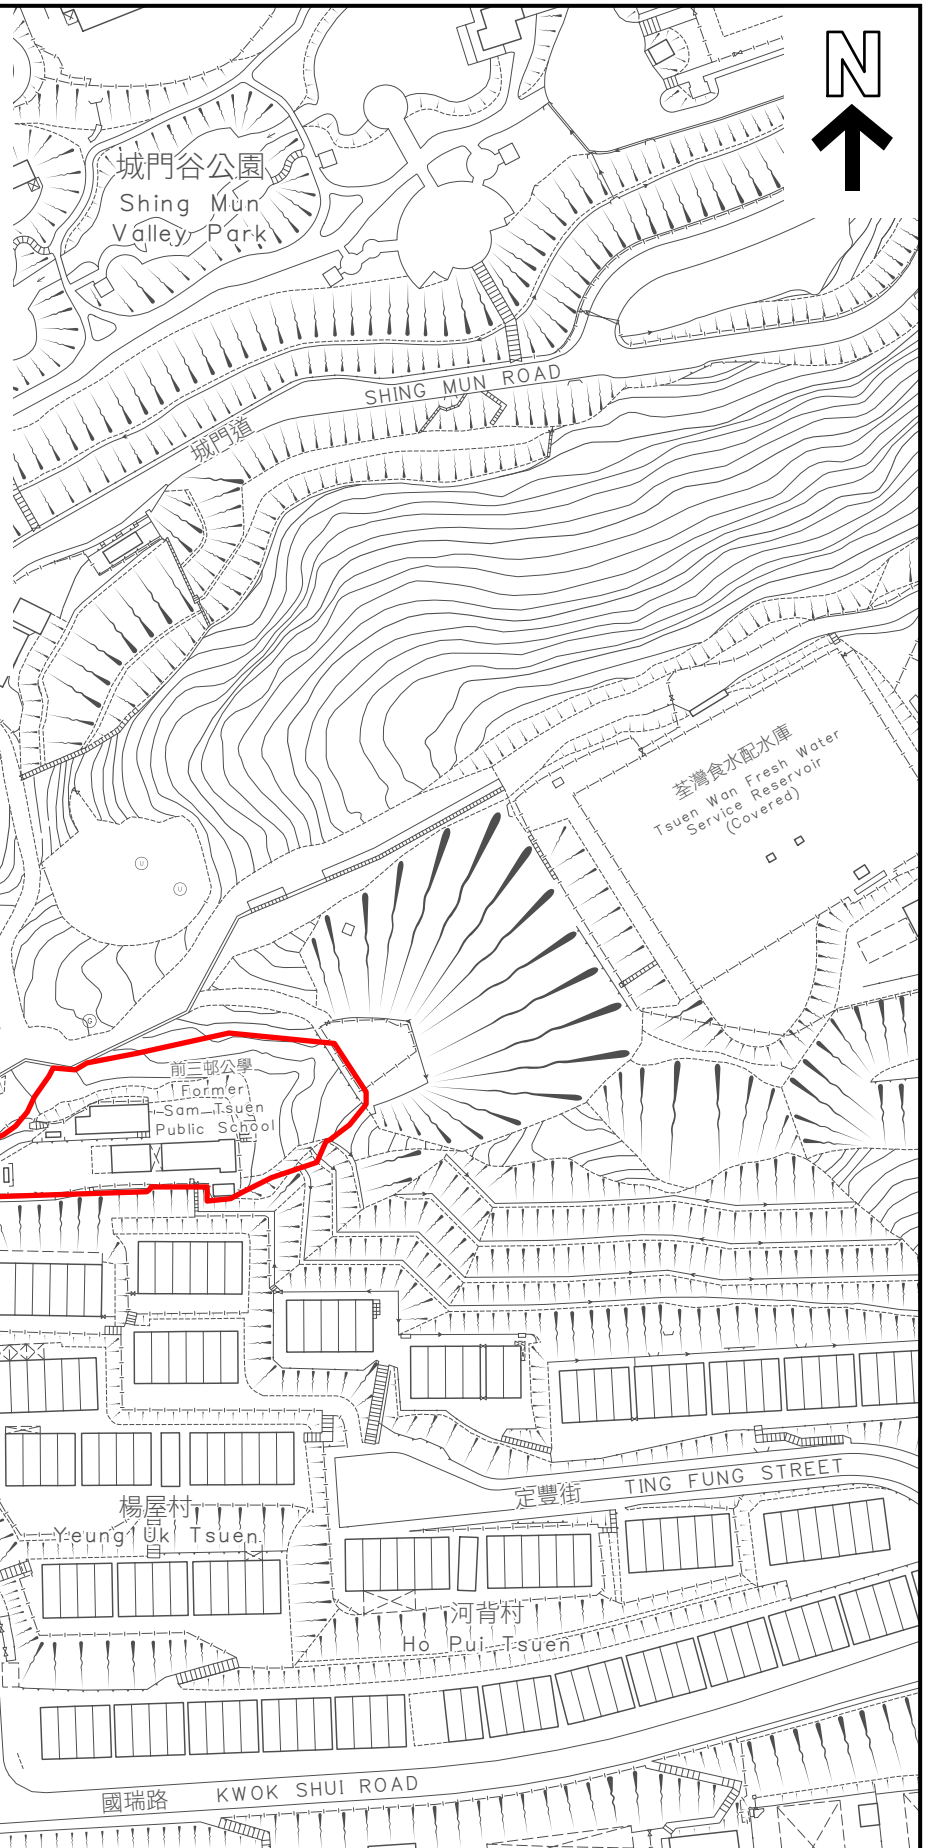 N
城門谷公園
Shing Mun
Valley Park
SHING MUN ROAD
城門道
荃灣食水配水庫
Tsuen Wan Fresh Water
Service Reservoir
(Covered)
U
U
G
前三邨公學
Former
Sam Tsuen
Public School
定豐街 TING FUNG STREET
楊屋村
Yeung Uk Tsuen
河背村
Ho Pui Tsuen
國瑞路 KWOK SHUI ROAD